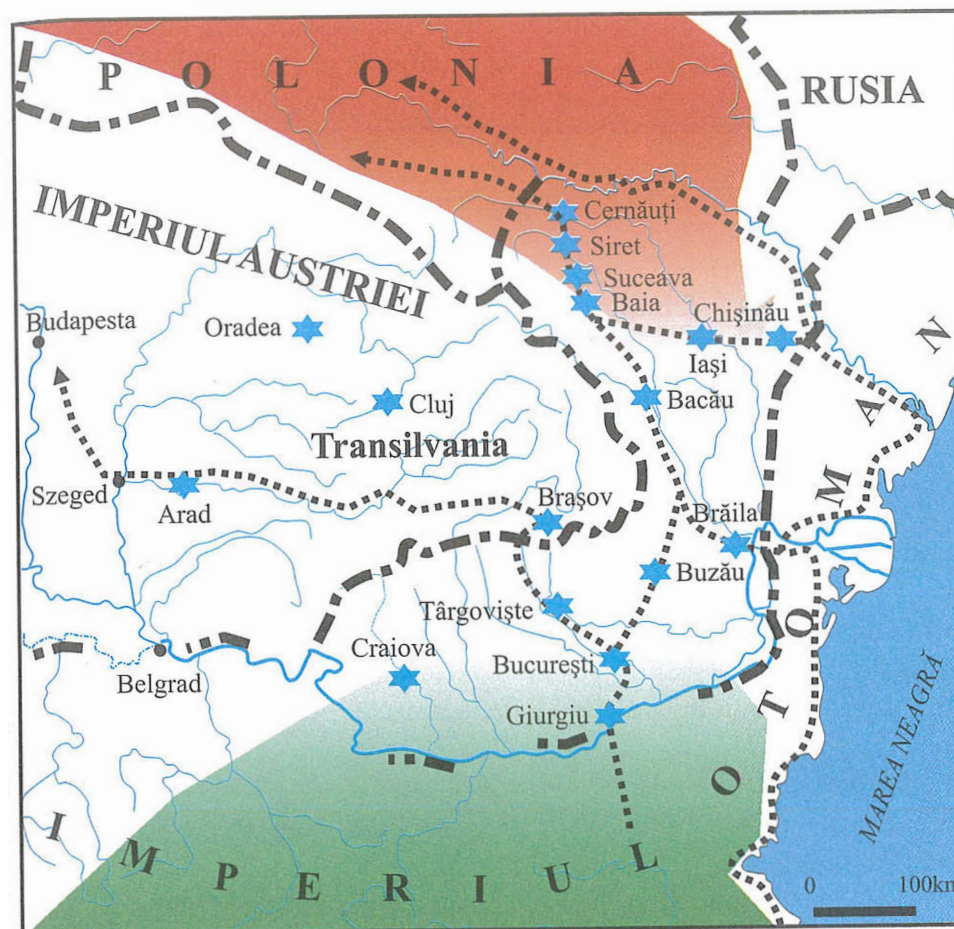 POLONIA
RUSIA
IMPERIUL AUSTRIEI
Cernăuți
Siret
Suceava
Baia
Chișinău
Budapesta
Oradea
Iași
Cluj
Bacău
Transilvania
Szeged
Arad
Brașov
Brăila
Buzău
Târgoviște
Craiova
București
Belgrad
Giurgiu
IMPERIUL OTOMAN
MAREA NEAGRĂ
0 100km